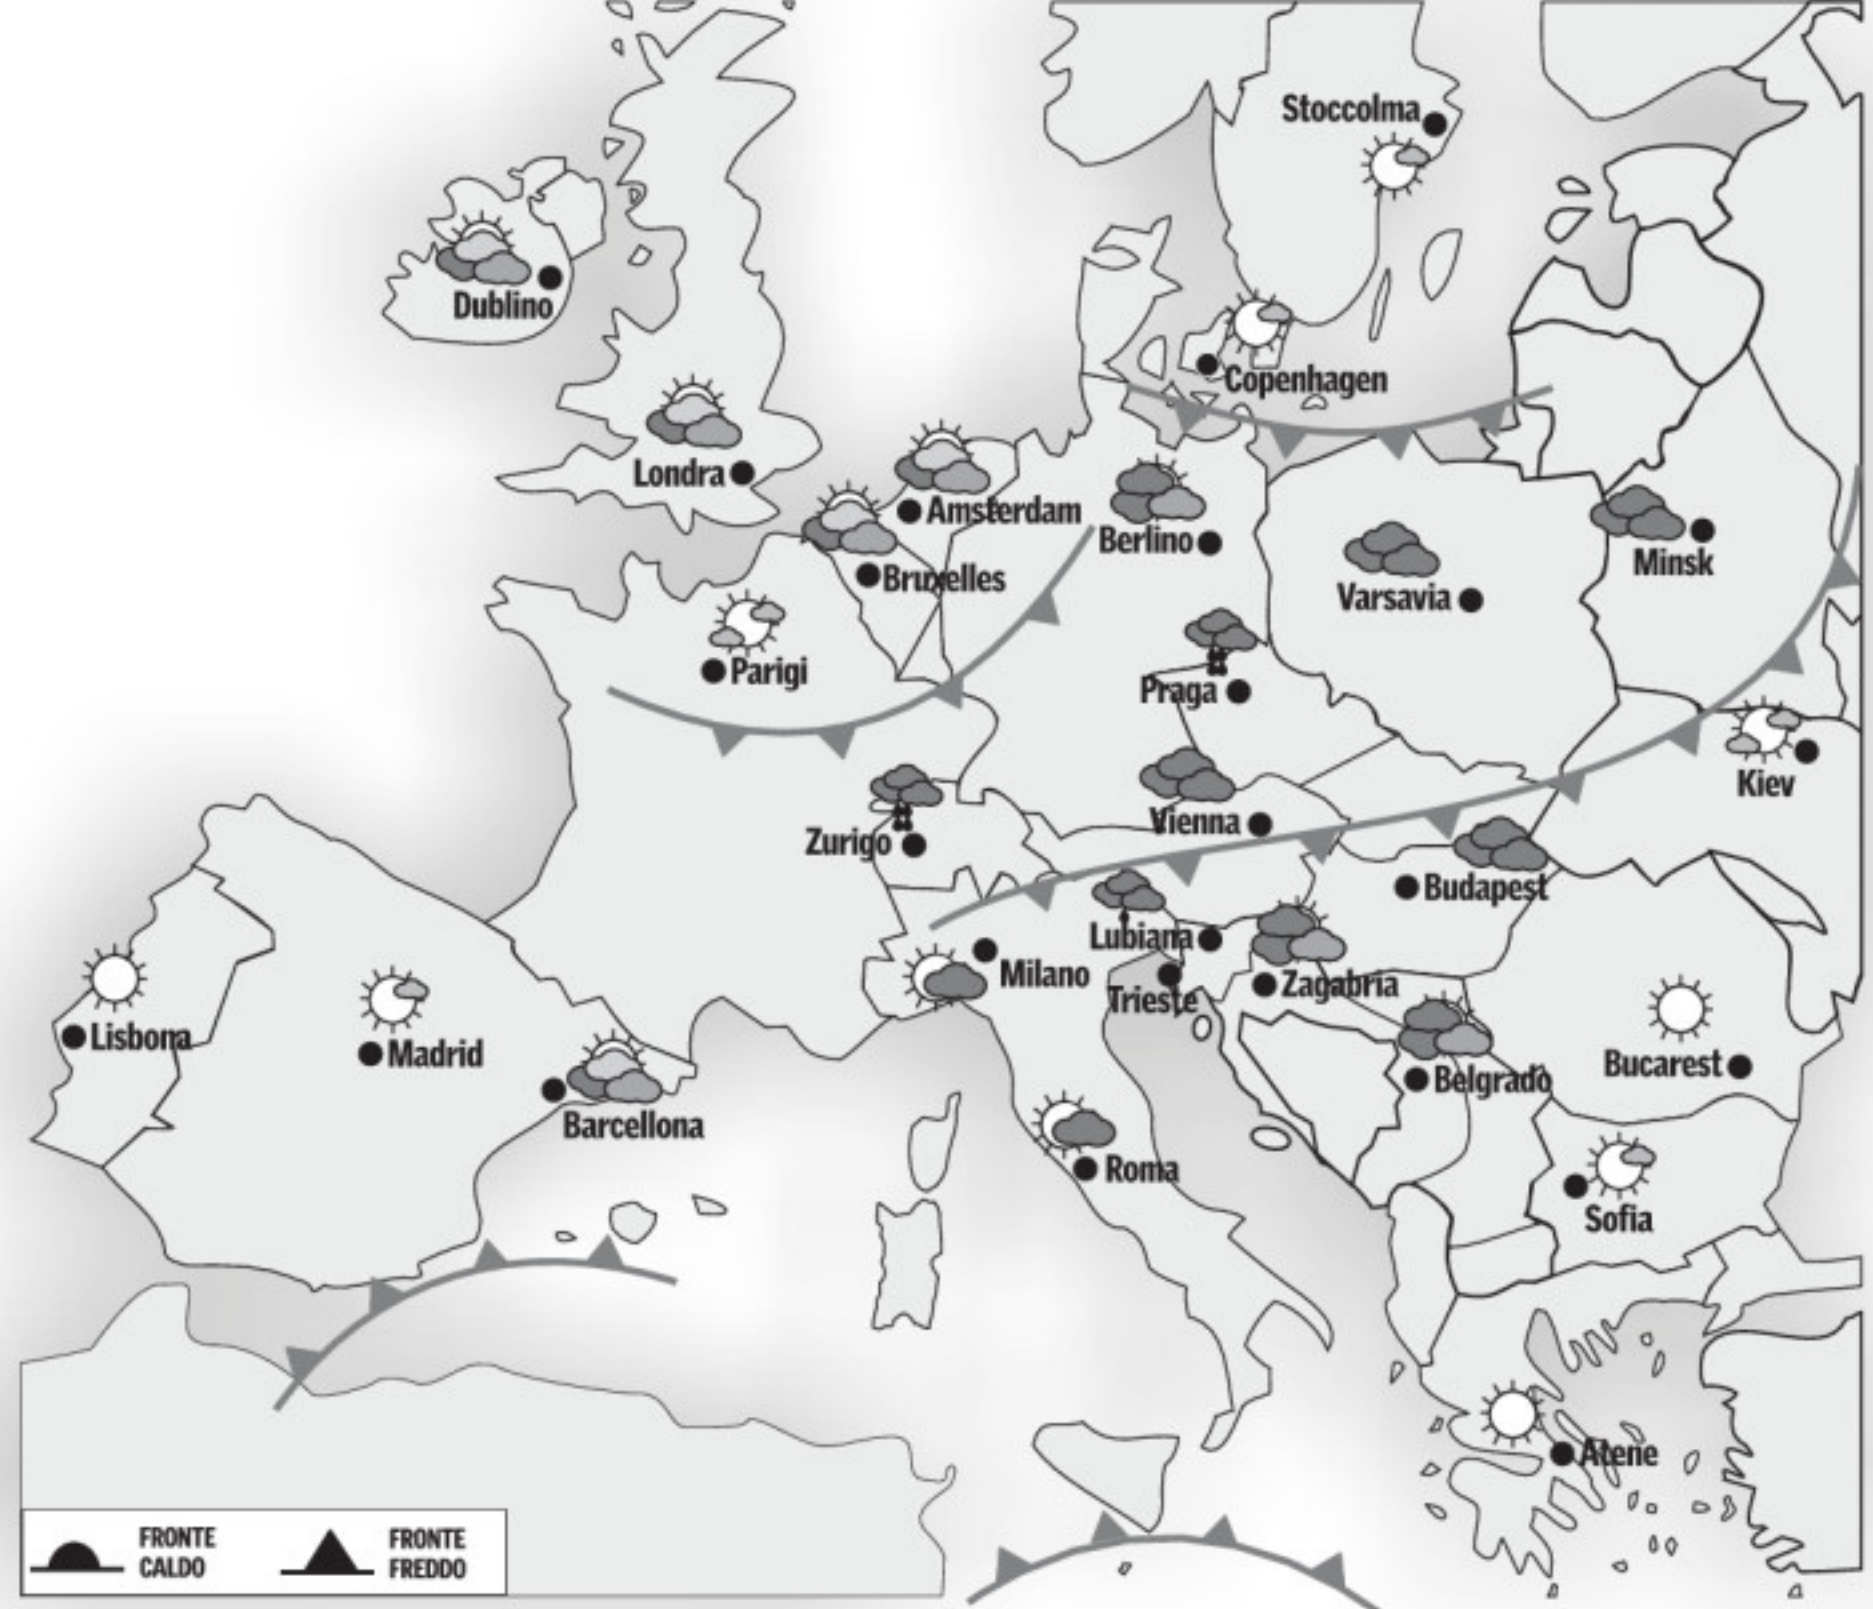 Stoccolma
Dublino
Copenhagen
Londra
Amsterdam
Berlino
Minsk
Bruxelles
Varsavia
Parigi
Praga
Kiev
Vienna
Zurigo
Budapest
Lubiana
Milano
Zagabria
Trieste
Lisbona
Madrid
Bucarest
Belgrado
Barcellona
Roma
Sofia
Atene
FRONTE
CALDO
FRONTE
FREDDO